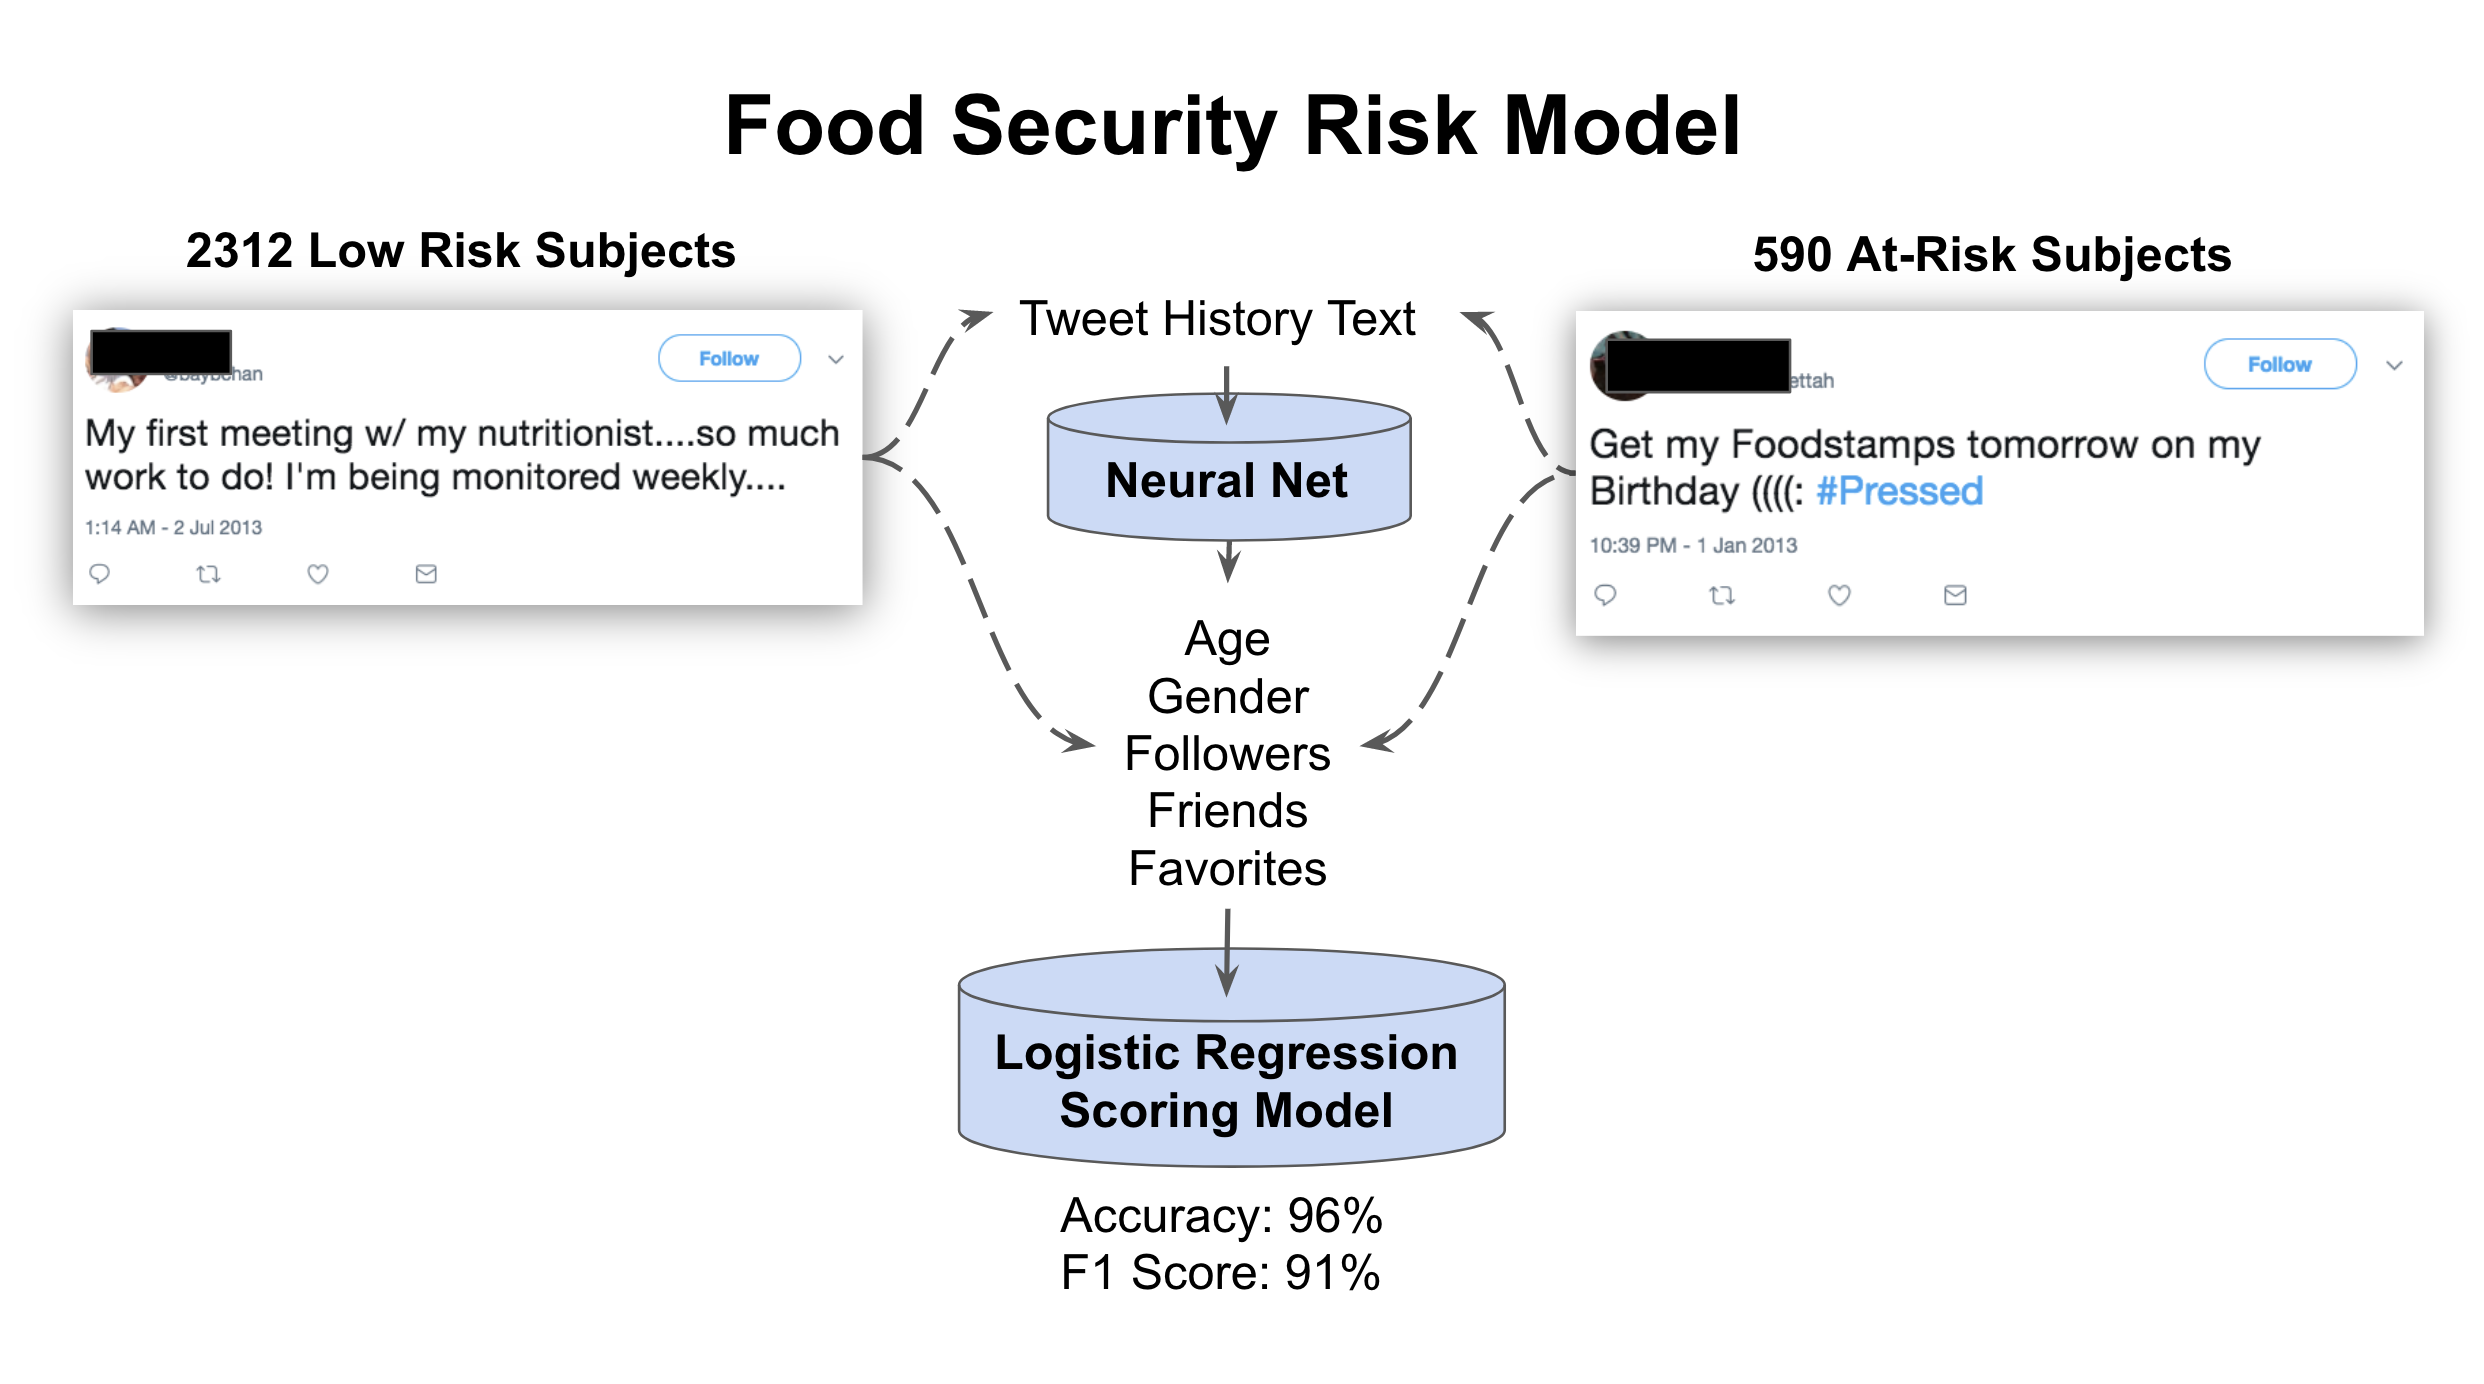 Food Security Risk Model
2312 Low Risk Subjects
Follow
My first meeting w/ my nutritionist....so much
work to do! I'm being monitored weekly....
1:14 AM - 2 Jul 2013
590 At-Risk Subjects
ettah
Follow
Get my Foodstamps tomorrow on my
Birthday ((((: #Pressed
10:39 PM - 1 Jan 2013
Tweet History Text
Neural Net
Age
Gender
Followers
Friends
Favorites
Logistic Regression
Scoring Model
Accuracy: 96%
F1 Score: 91%